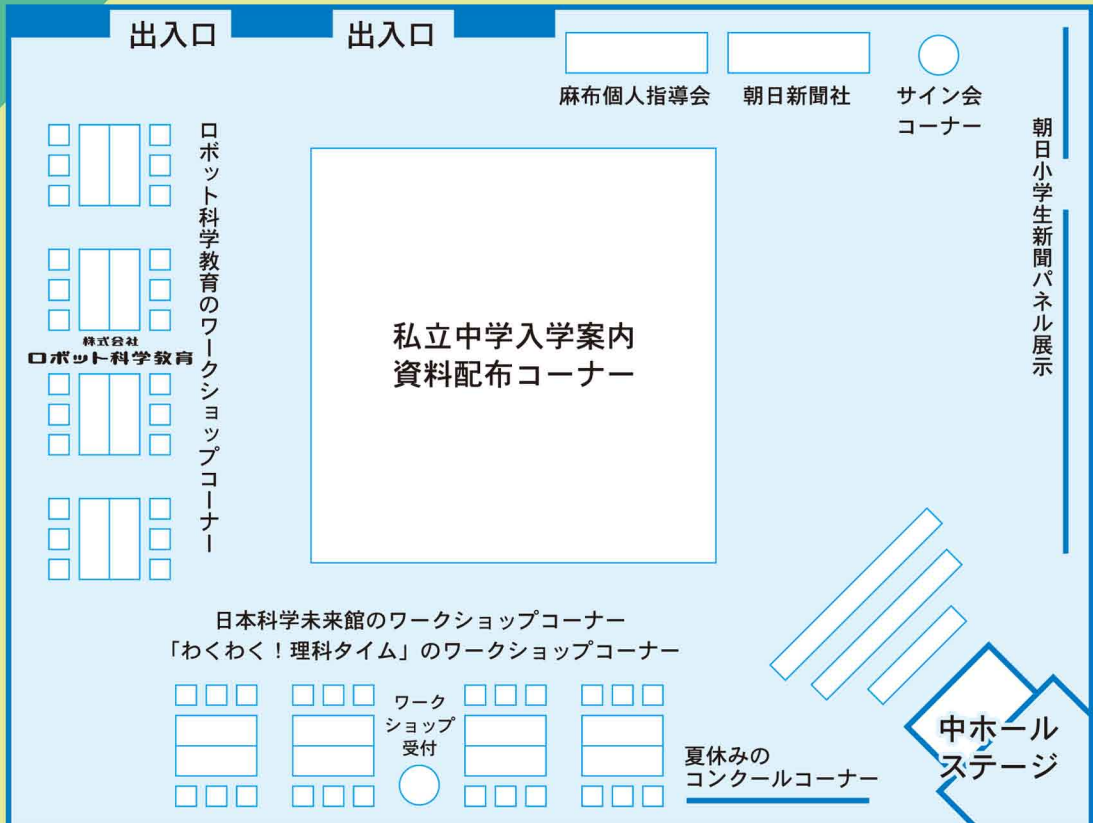 出入口
出入口
麻布個人指導会
朝日新聞社
サイン会
コーナー
朝日小学生新聞パネル展示
ロボット科学教育のワークショップコーナー
株式会社
ロボット科学教育
私立中学入学案内
資料配布コーナー
日本科学未来館のワークショップコーナー
「わくわく！理科タイム」のワークショップコーナー
ワーク
ショップ
受付
夏休みの
コンクールコーナー
中ホール
ステージ